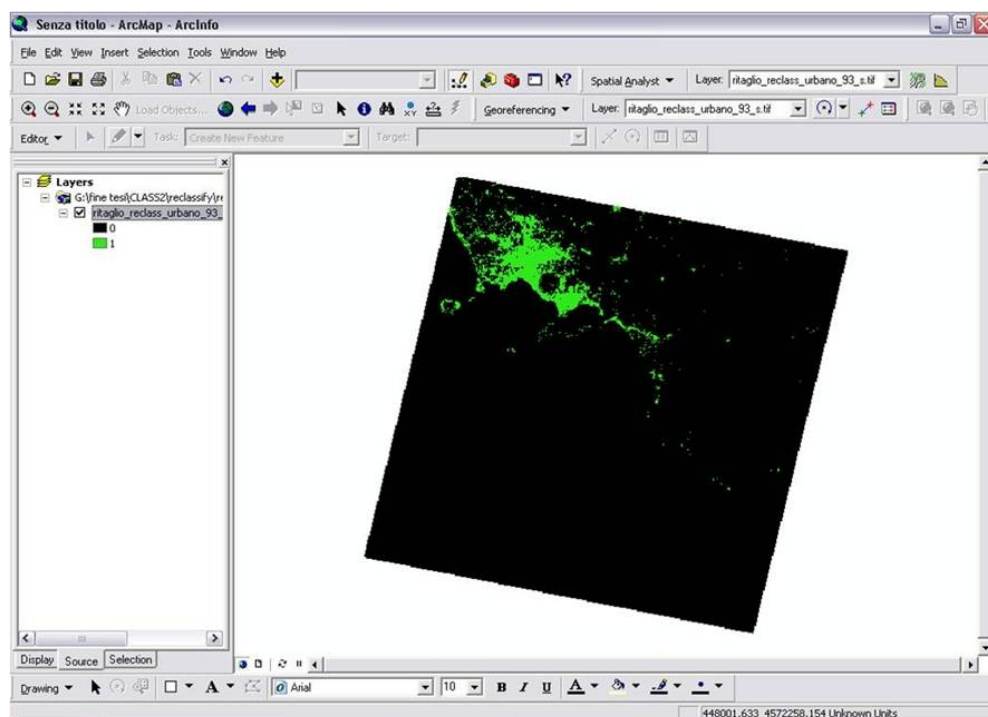 Senza titolo - ArcMap - ArcInfo
File Edit View Insert Selection Tools Window Help
Spatial Analyst Layer: ritaglio_reclass_urbano_93_s.tif
Load Objects... Georeferencing Layer: ritaglio_reclass_urbano_93_s.tif
Editor Task: Create New Feature Target:
Layers
G:\fine tesi\CLASS2\reclassify\re
ritaglio_reclass_urbano_93_
0
1
Display Source Selection
Drawing A Arial 10 B I U A
448001.633 4572258.154 Unknown Units